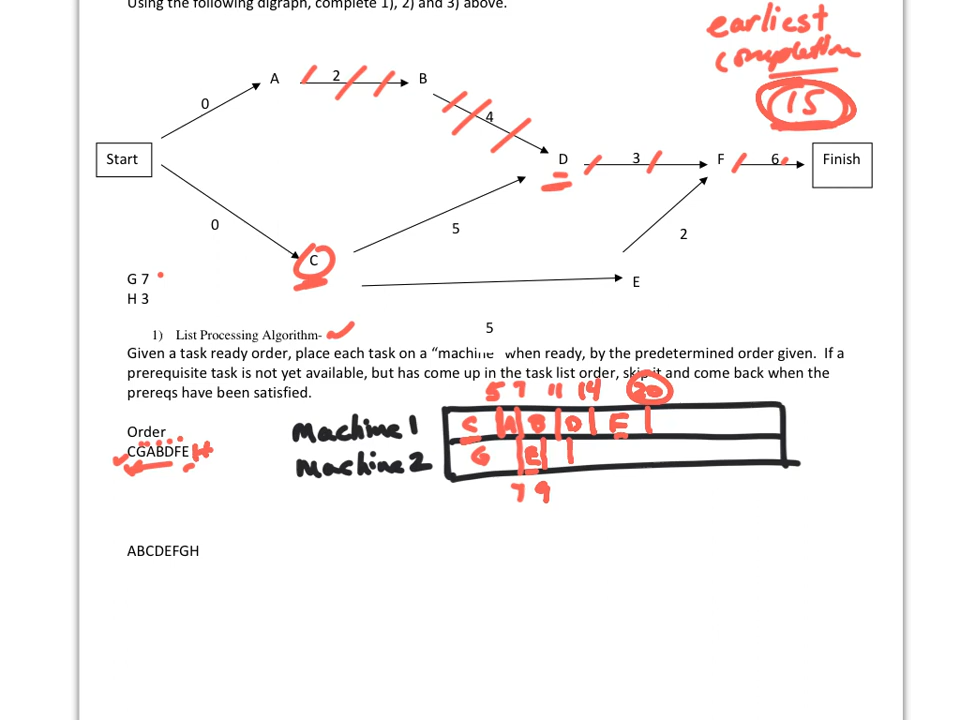 Using the following digraph, complete 1), 2) and 3) above.
earliest
completion
15
A 2 B
0
4
Start
D 3 F 6 Finish
0
5
2
C
E
G 7
H 3
5
1) List Processing Algorithm-
Given a task ready order, place each task on a “machine when ready, by the predetermined order given. If a
prerequisite task is not yet available, but has come up in the task list order, skip it and come back when the
prereqs have been satisfied.
5 7 11 14 20
Order
Machine 1 C A B D F
CGABDFE H
Machine 2 G E
7 9
ABCDEFGH